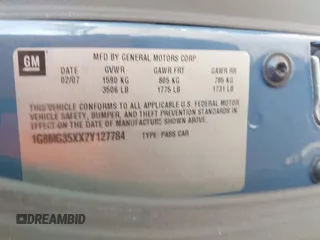 GM
MFD BY GENERAL MOTORS CORP.
DATE GVWR GAWR FRT GAWR RR
02/07 1590 KG 805 KG 785 KG
3506 LB 1775 LB 1731 LB
THIS VEHICLE CONFORMS TO ALL APPLICABLE U.S. FEDERAL MOTOR
VEHICLE SAFETY, BUMPER, AND THEFT PREVENTION STANDARDS IN
EFFECT ON THE DATE OF MANUFACTURE SHOWN ABOVE.
1G8MG35XX7Y127784 TYPE: PASS CAR
DREAMBID